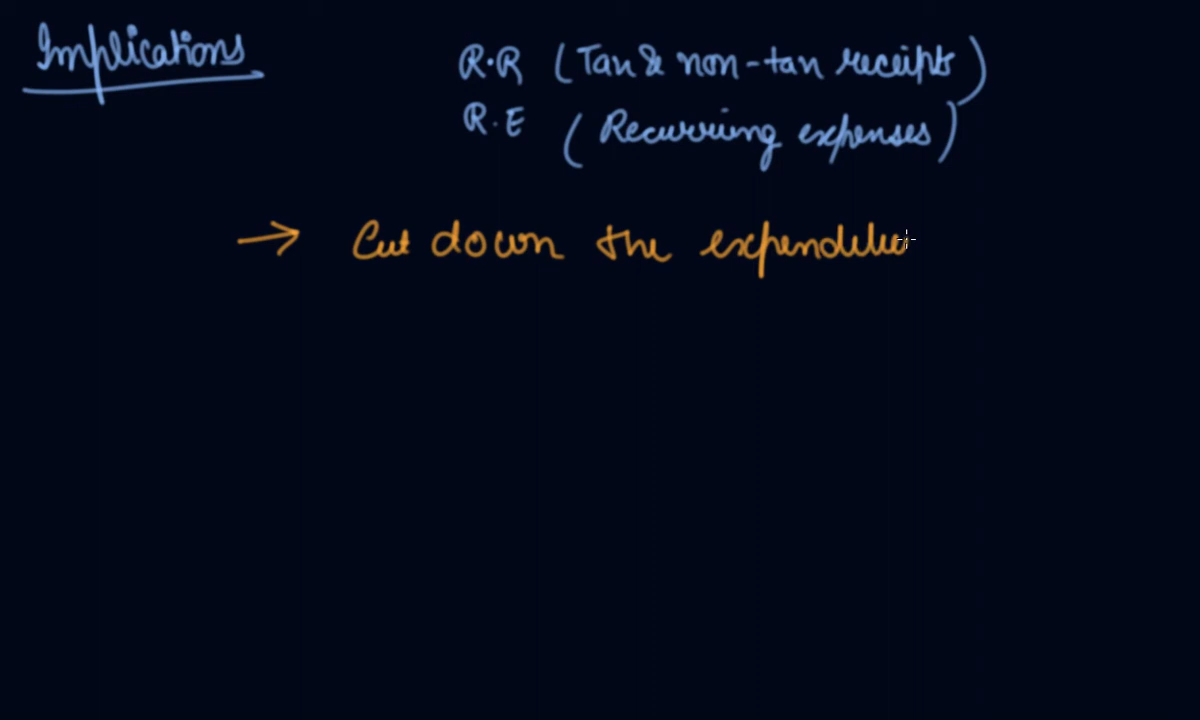 Implications
R.R (Tax & non-tax receipts)
R.E (Recurring expenses)
→ Cut down the